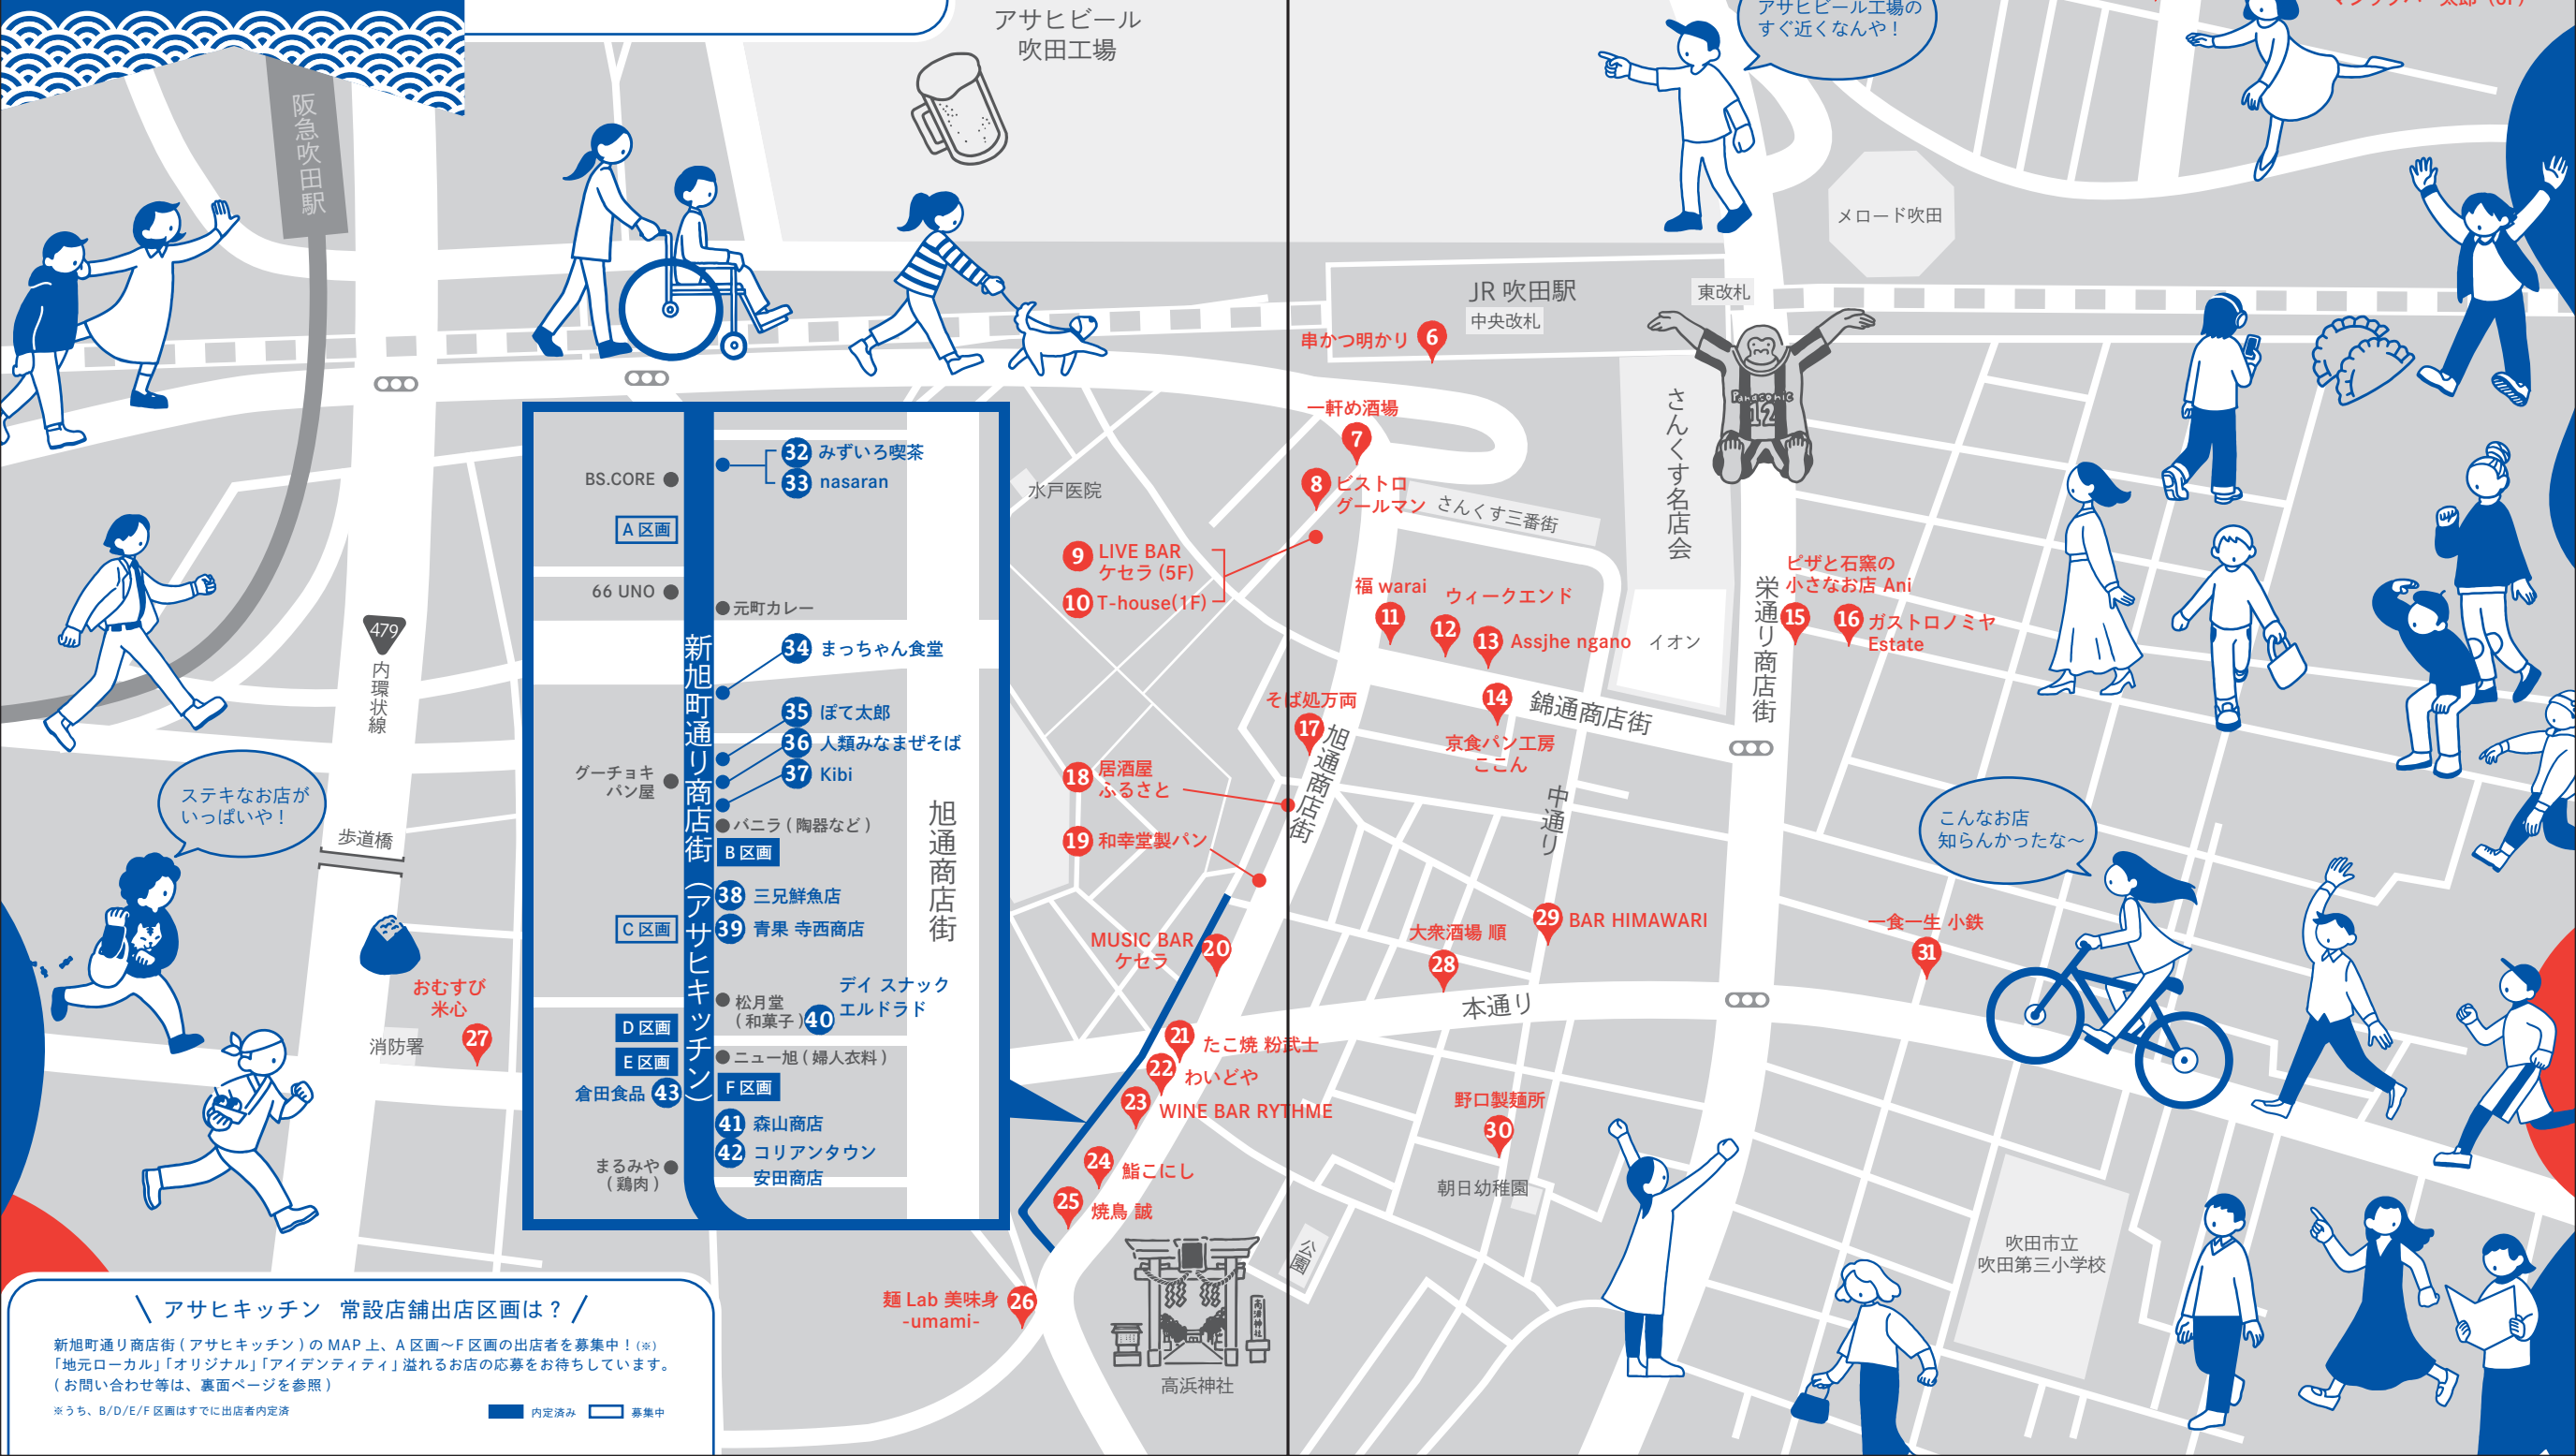 アサヒビール
吹田工場
アサヒビール工場の
すぐ近くなんや！
阪急吹田駅
メロード吹田
JR 吹田駅
中央改札
東改札
串かつ明かり
6
Panasonic
12
さんくす名店会
一軒め酒場
7
8
ビストロ
グールマン
さんくす三番街
水戸医院
9
LIVE BAR
ケセラ (5F)
10
T-house(1F)
福 warai
11
ウィークエンド
12
13
Assjhe ngano
イオン
14
京食パン工房
ここん
錦通商店街
栄通り商店街
ピザと石窯の
小さなお店 Ani
15
16
ガストロノミヤ
Estate
そば処万両
17
旭通商店街
18
居酒屋
ふるさと
19
和幸堂製パン
中通り
MUSIC BAR
ケセラ
20
大衆酒場 順
28
29
BAR HIMAWARI
一食一生 小鉄
31
本通り
こんなお店
知らんかったな〜
21
たこ焼 粉武士
22
わいどや
23
WINE BAR RYTHME
24
鮨こにし
25
焼鳥 誠
野口製麺所
30
朝日幼稚園
公園
吹田市立
吹田第三小学校
麺 Lab 美味身
-umami-
26
高浜神社
高浜神社
479
内環状線
ステキなお店が
いっぱいや！
歩道橋
おむすび
米心
27
消防署
BS.CORE
32
みずいろ喫茶
33
nasaran
A 区画
66 UNO
元町カレー
新旭町通り商店街（アサヒキッチン）
34
まっちゃん食堂
35
ぽて太郎
36
人類みなまぜそば
37
Kibi
グーチョキ
パン屋
バニラ ( 陶器など )
B 区画
旭通商店街
38
三兄鮮魚店
C 区画
39
青果 寺西商店
デイ スナック
エルドラド
松月堂
( 和菓子 )
40
D 区画
E 区画
ニュー旭 ( 婦人衣料 )
倉田食品
43
F 区画
41
森山商店
42
コリアンタウン
安田商店
まるみや
( 鶏肉 )
アサヒキッチン　常設店舗出店区画は？
新旭町通り商店街 ( アサヒキッチン ) の MAP 上、A 区画〜F 区画の出店者を募集中！(※)
「地元ローカル」「オリジナル」「アイデンティティ」溢れるお店の応募をお待ちしています。
( お問い合わせ等は、裏面ページを参照 )
※うち、B/D/E/F 区画はすでに出店者内定済
内定済み
募集中